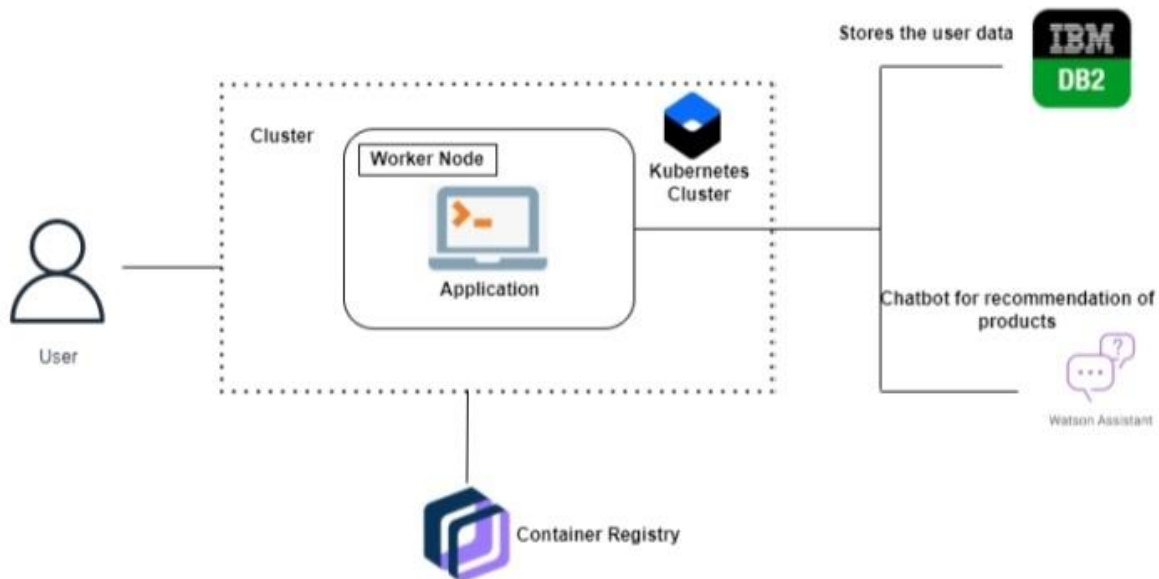 Stores the user data
IBM
DB2
Cluster
Worker Node
Kubernetes
Cluster
Application
User
Chatbot for recommendation of
products
?
Watson Assistant
Container Registry